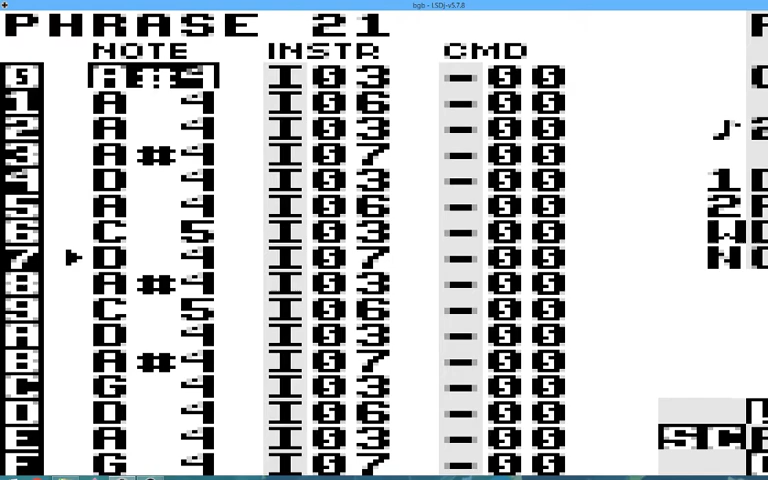 bgb - LSDj-v5.7.8
PHRASE 21
NOTE INSTR CMD
0 I03 - 00
1 A 4 I06 - 00
2 A 4 I03 - 00
3 A #4 I07 - 00
4 D 4 I03 - 00 1
5 A 4 I06 - 00 2
6 C 5 I03 - 00 W
7 D 4 I07 - 00 N
8 A #4 I03 - 00
9 C 5 I06 - 00
A D 4 I03 - 00
B A #4 I07 - 00
C G 4 I03 - 00
D D 4 I06 - 00
E A 4 I03 - 00
F G 4 I07 - 00